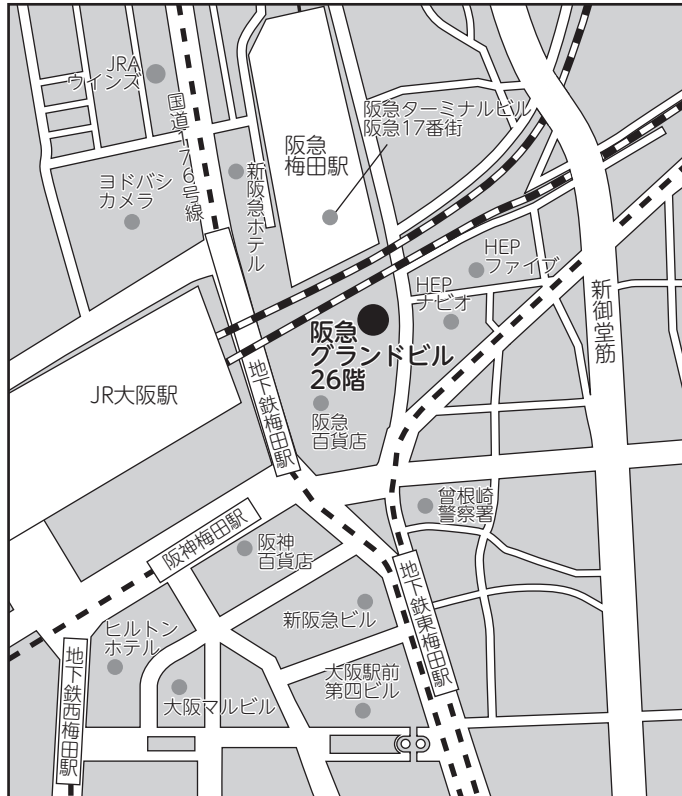 JRA
ウインズ
国道176号線
阪急
梅田駅
阪急ターミナルビル
阪急17番街
ヨドバシ
カメラ
新阪急ホテル
HEP
ファイブ
HEP
ナビオ
新御堂筋
阪急
グランドビル
26階
JR大阪駅
地下鉄梅田駅
阪急
百貨店
曾根崎
警察署
阪神梅田駅
阪神
百貨店
地下鉄東梅田駅
新阪急ビル
ヒルトン
ホテル
地下鉄西梅田駅
大阪駅前
第四ビル
大阪マルビル